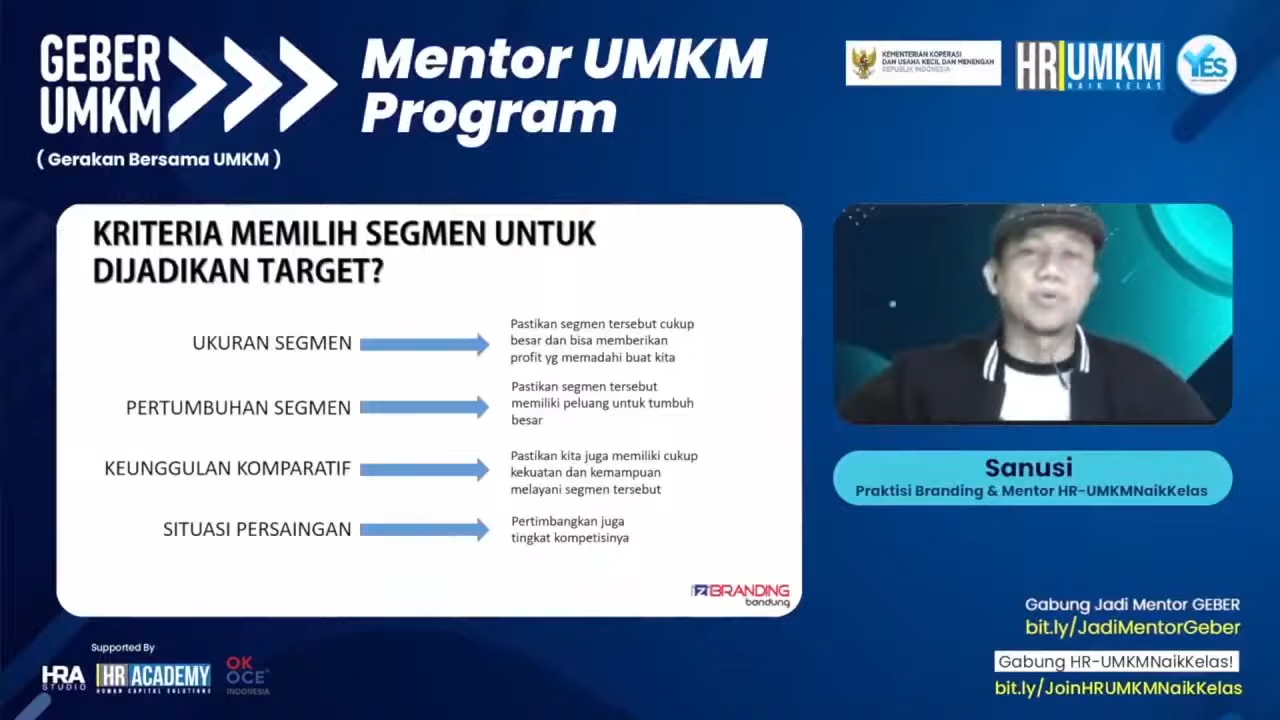 GEBER
UMKM
( Gerakan Bersama UMKM )
Mentor UMKM
Program
KEMENTERIAN KOPERASI
DAN USAHA KECIL DAN MENENGAH
REPUBLIK INDONESIA
HR UMKM
NAIK KELAS
YES
KRITERIA MEMILIH SEGMEN UNTUK
DIJADIKAN TARGET?
UKURAN SEGMEN
Pastikan segmen tersebut cukup
besar dan bisa memberikan
profit yg memadahi buat kita
PERTUMBUHAN SEGMEN
Pastikan segmen tersebut
memiliki peluang untuk tumbuh
besar
KEUNGGULAN KOMPARATIF
Pastikan kita juga memiliki cukup
kekuatan dan kemampuan
melayani segmen tersebut
SITUASI PERSAINGAN
Pertimbangkan juga
tingkat kompetisinya
BRANDING
bandung
Sanusi
Praktisi Branding & Mentor HR-UMKMNaikKelas
Gabung Jadi Mentor GEBER
bit.ly/JadiMentorGeber
Gabung HR-UMKMNaikKelas!
bit.ly/JoinHRUMKMNaikKelas
Supported By
HRA
STUDIO
HR ACADEMY
HUMAN CAPITAL SOLUTIONS
OK
OCE
INDONESIA